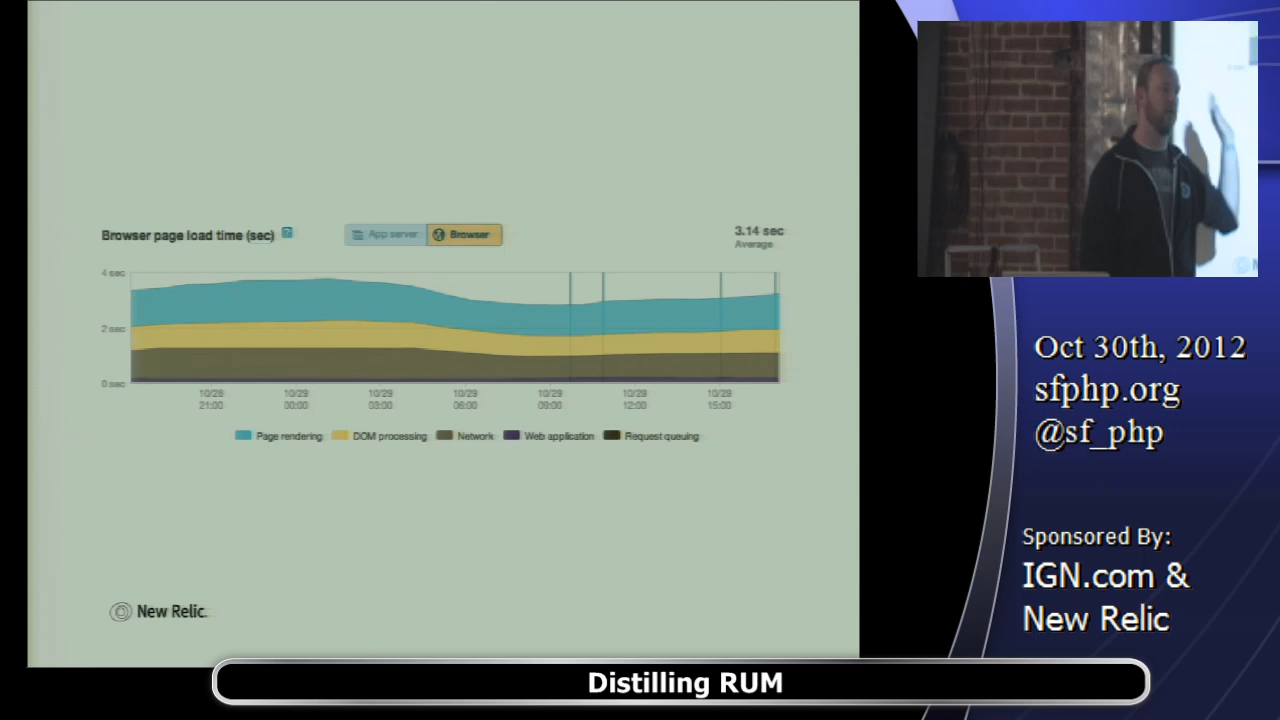 Browser page load time (sec) ?
App server
Browser
3.14 sec
Average
4 sec
2 sec
0 sec
10/28
21:00
10/29
00:00
10/29
03:00
10/29
06:00
10/29
09:00
10/29
12:00
10/29
15:00
Page rendering
DOM processing
Network
Web application
Request queuing
New Relic.
Oct 30th, 2012
sfphp.org
@sf_php
Sponsored By:
IGN.com &
New Relic
Distilling RUM